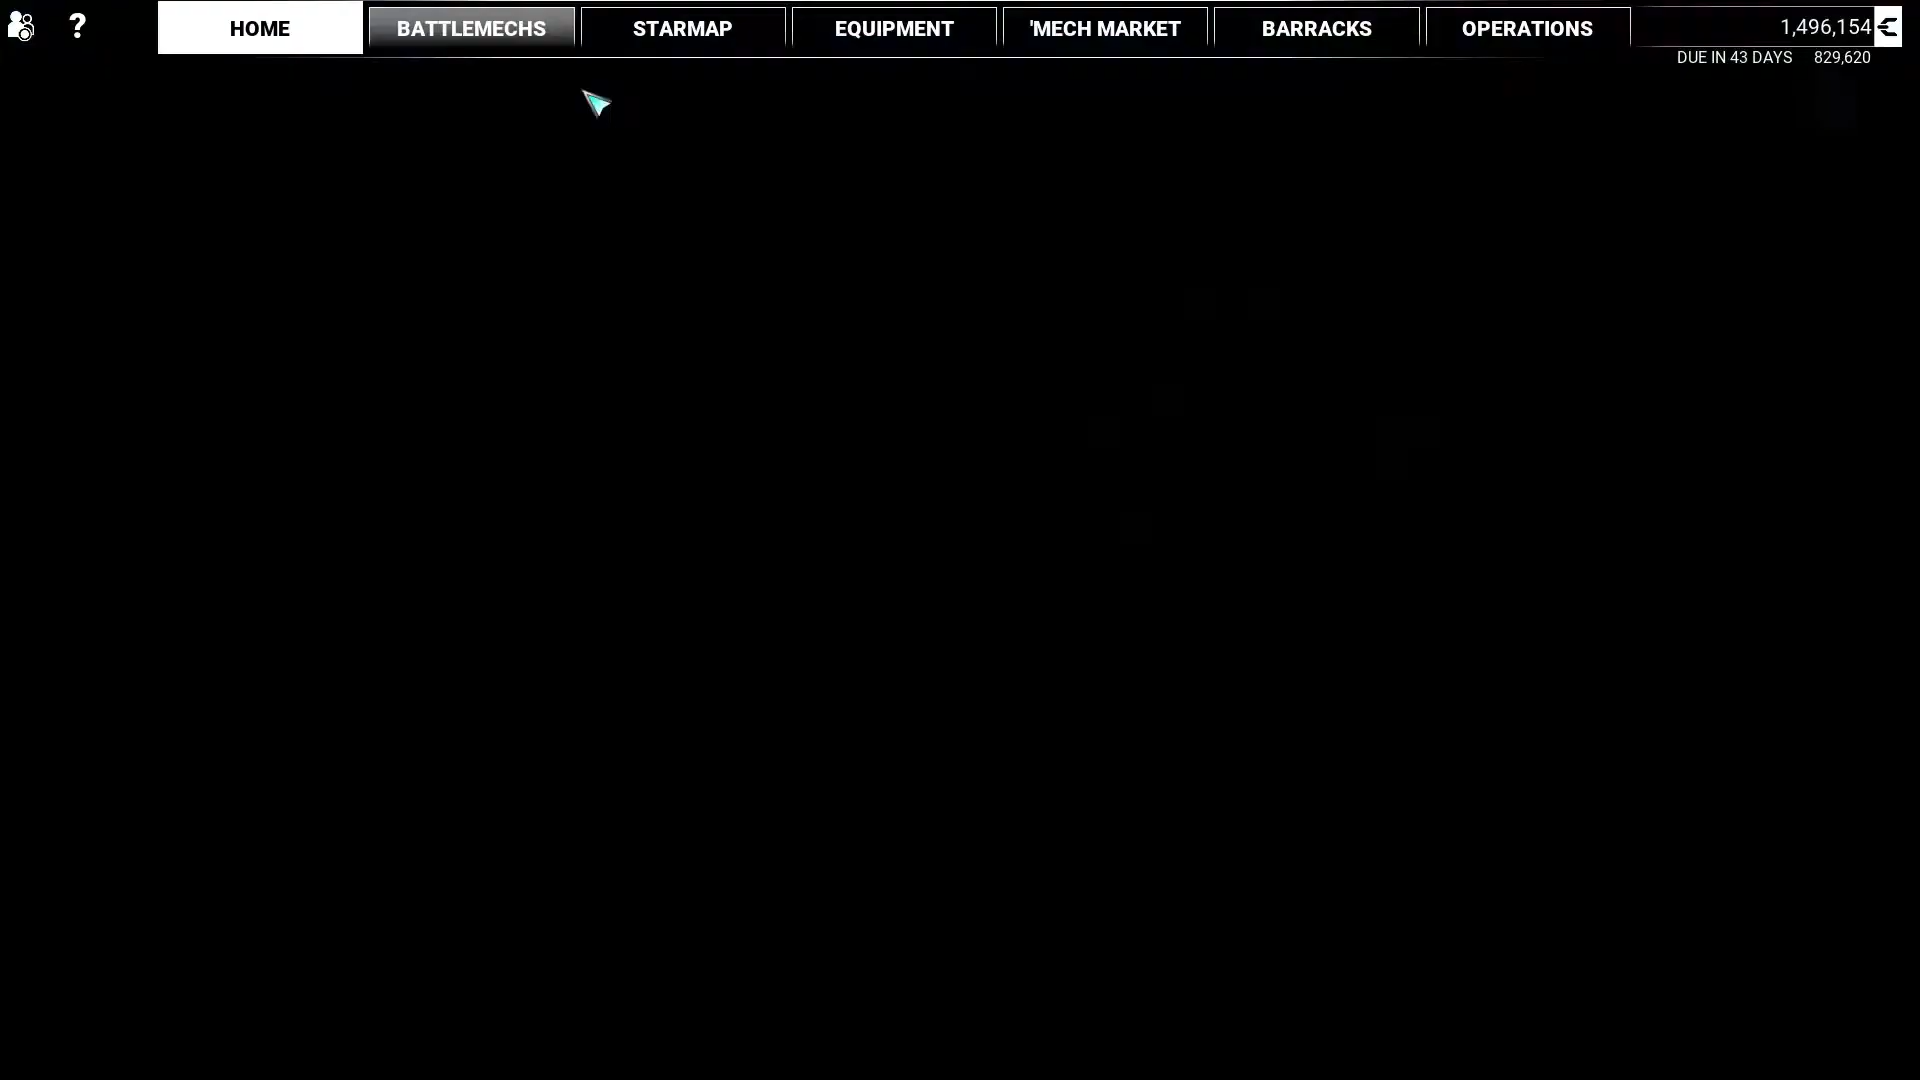 ?
HOME
BATTLEMECHS
STARMAP
EQUIPMENT
'MECH MARKET
BARRACKS
OPERATIONS
1,496,154
DUE IN 43 DAYS 829,620